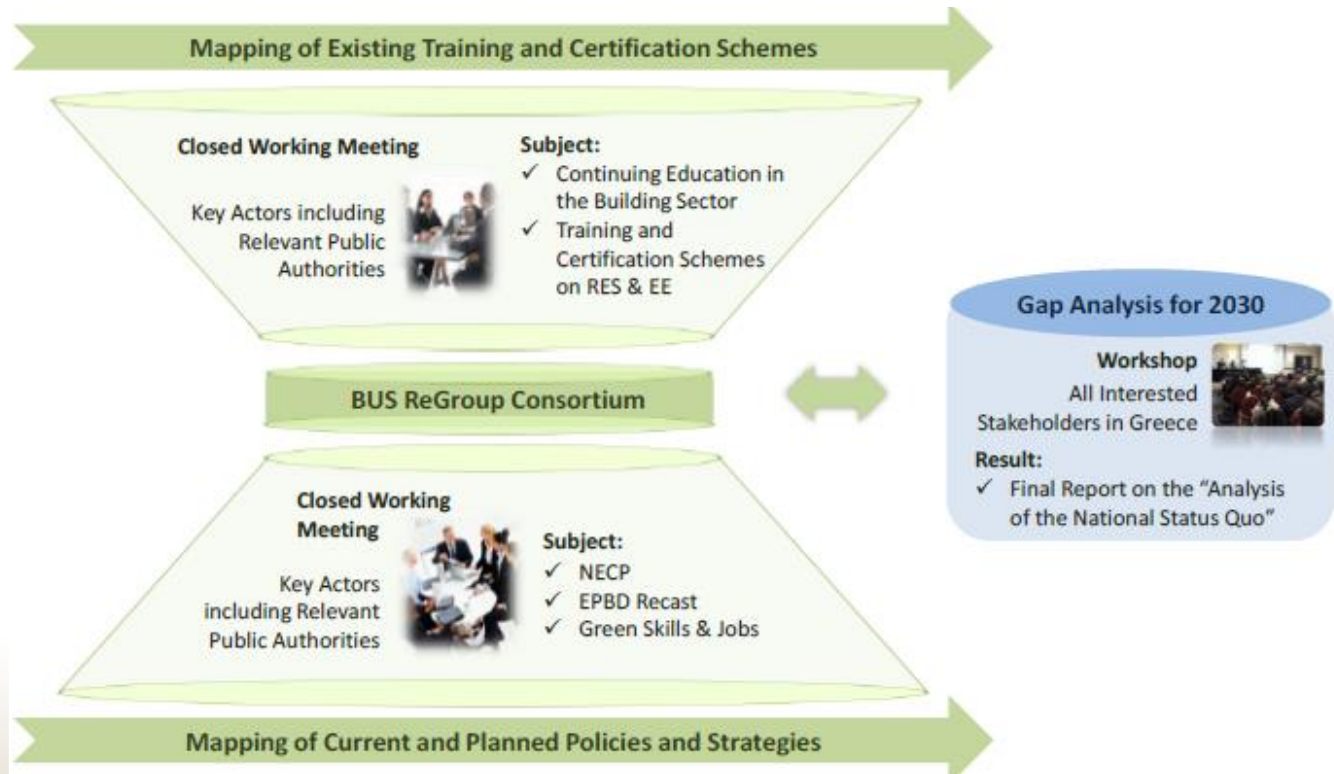 Mapping of Existing Training and Certification Schemes
Closed Working Meeting
Key Actors including
Relevant Public
Authorities
Subject:
✓ Continuing Education in
the Building Sector
✓ Training and
Certification Schemes
on RES & EE
BUS ReGroup Consortium
Closed Working
Meeting
Key Actors
including Relevant
Public Authorities
Subject:
✓ NECP
✓ EPBD Recast
✓ Green Skills & Jobs
Mapping of Current and Planned Policies and Strategies
Gap Analysis for 2030
Workshop
All Interested
Stakeholders in Greece
Result:
✓ Final Report on the “Analysis
of the National Status Quo”